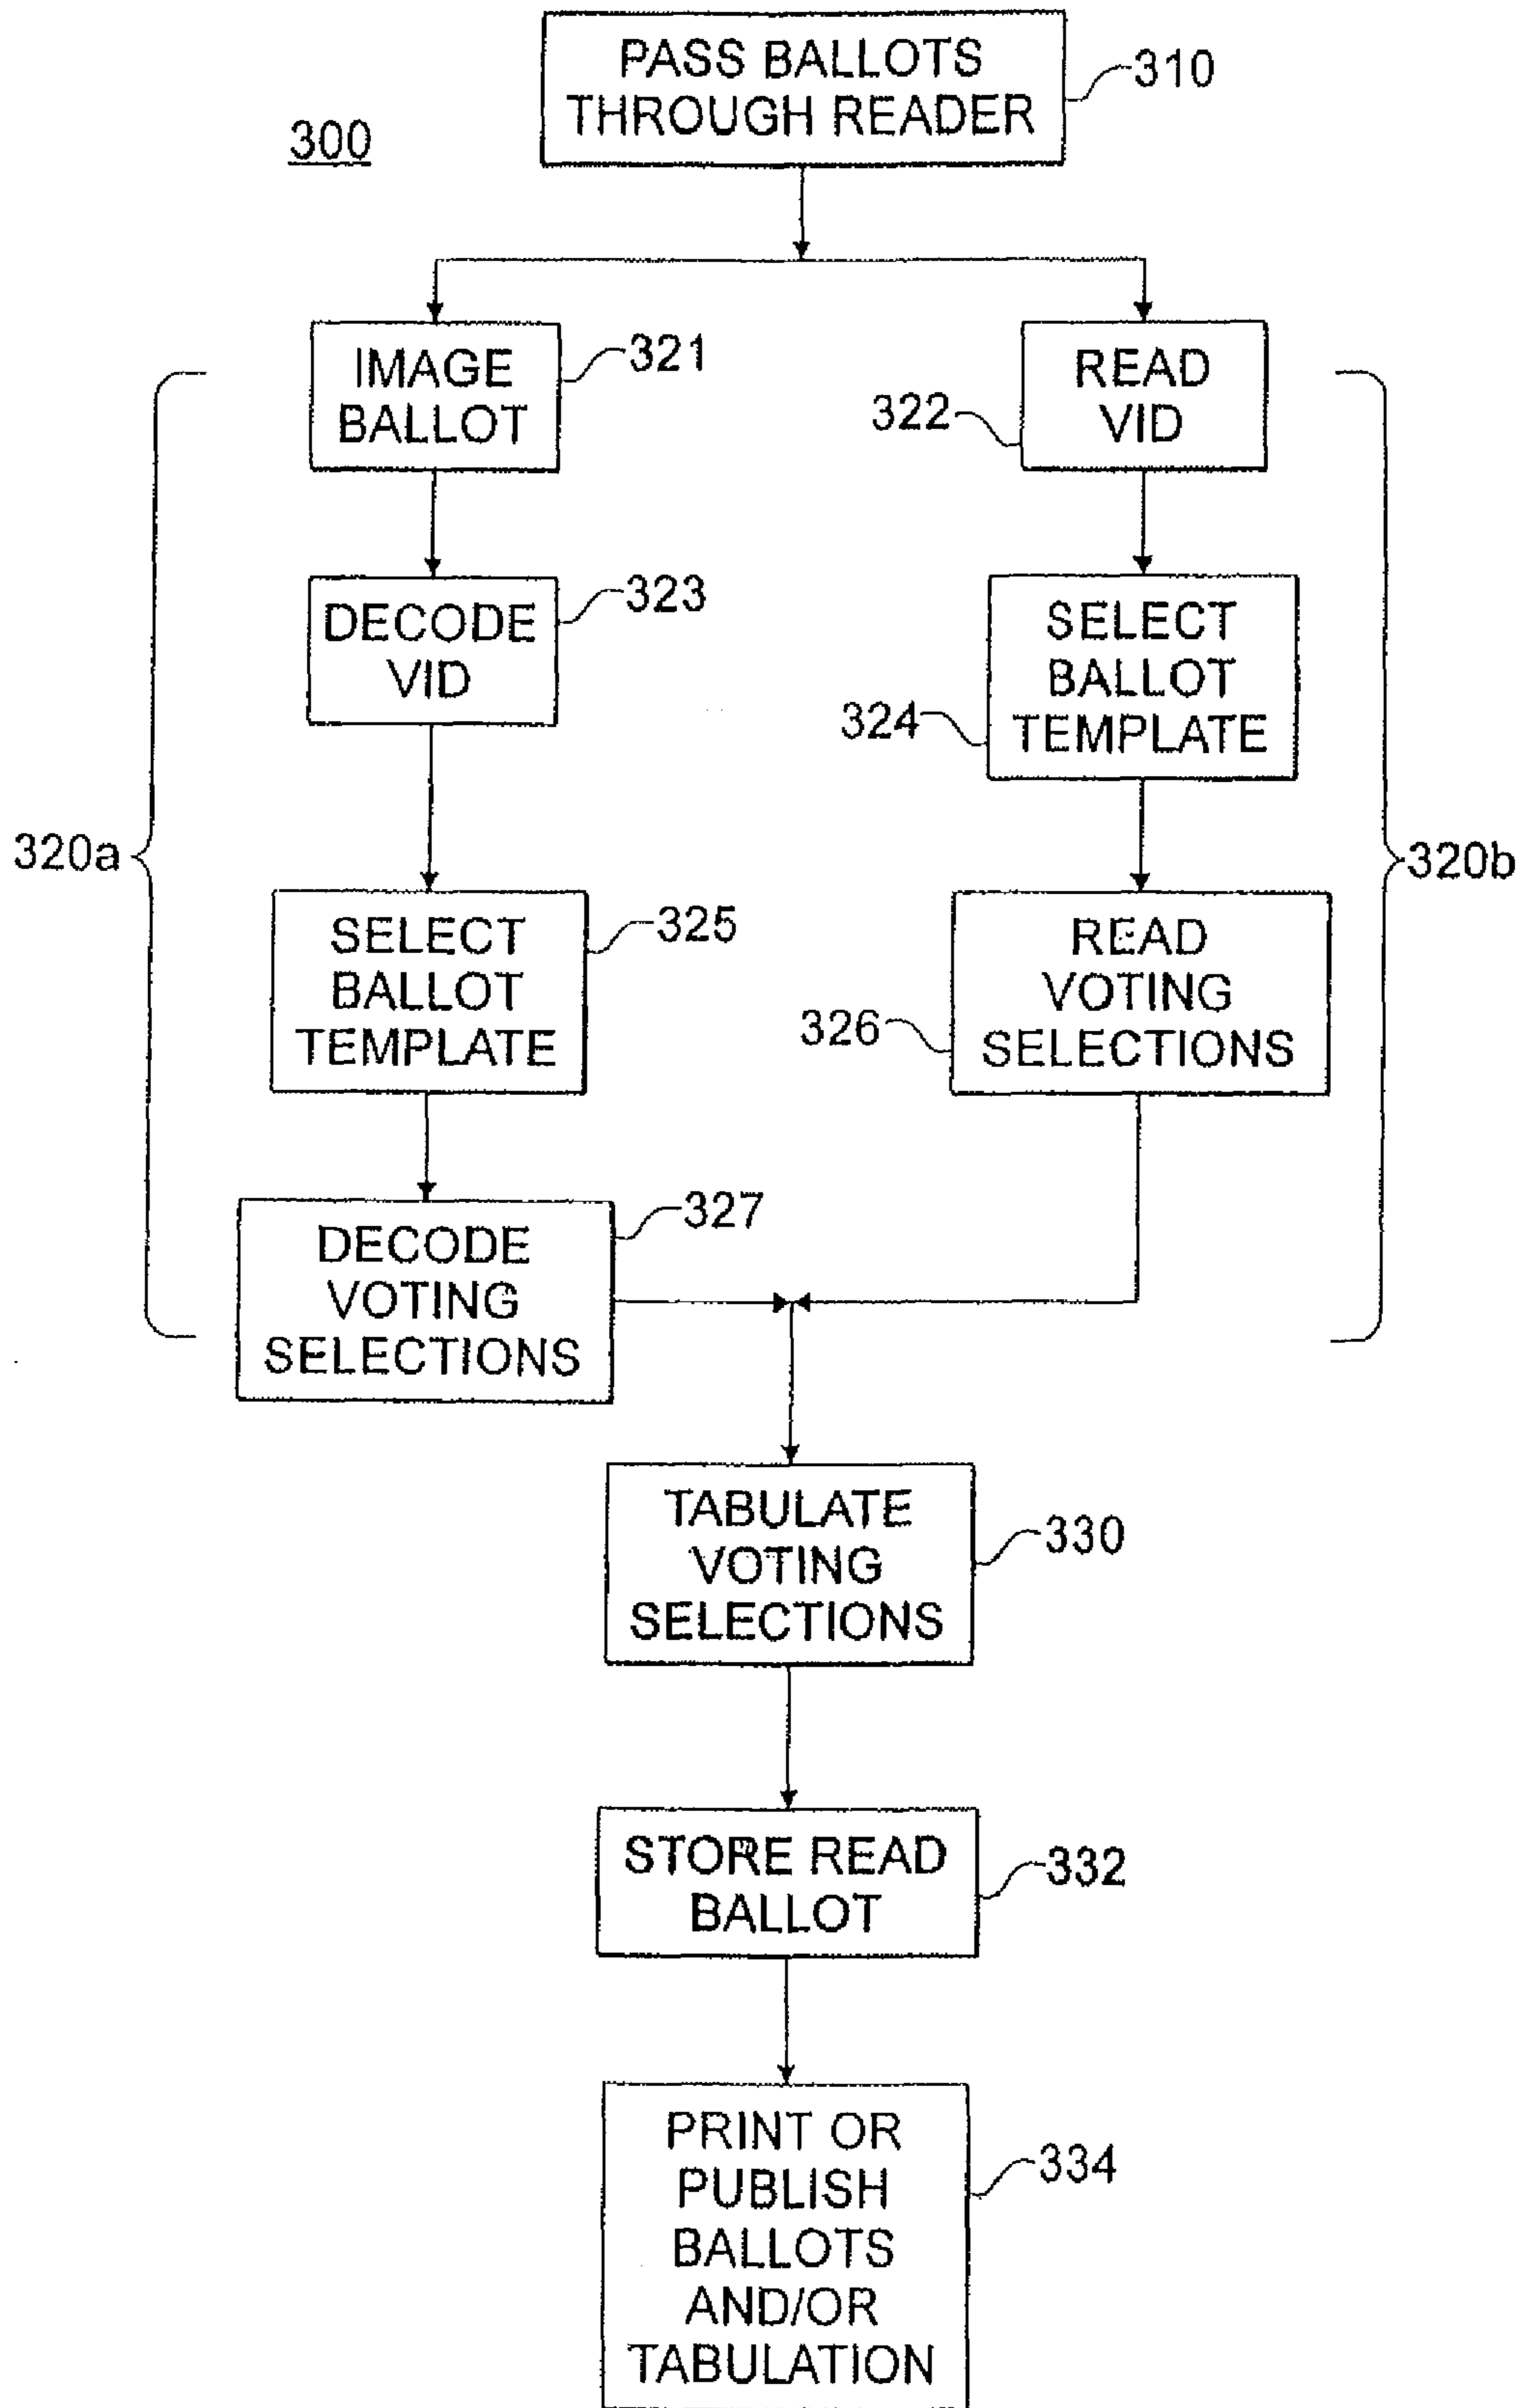 PASS BALLOTS
THROUGH READER
310
300
IMAGE
BALLOT
321
READ
VID
322
DECODE
VID
323
SELECT
BALLOT
TEMPLATE
324
320a
320b
SELECT
BALLOT
TEMPLATE
325
READ
VOTING
SELECTIONS
326
DECODE
VOTING
SELECTIONS
327
TABULATE
VOTING
SELECTIONS
330
STORE READ
BALLOT
332
PRINT OR
PUBLISH
BALLOTS
AND/OR
TABULATION
334